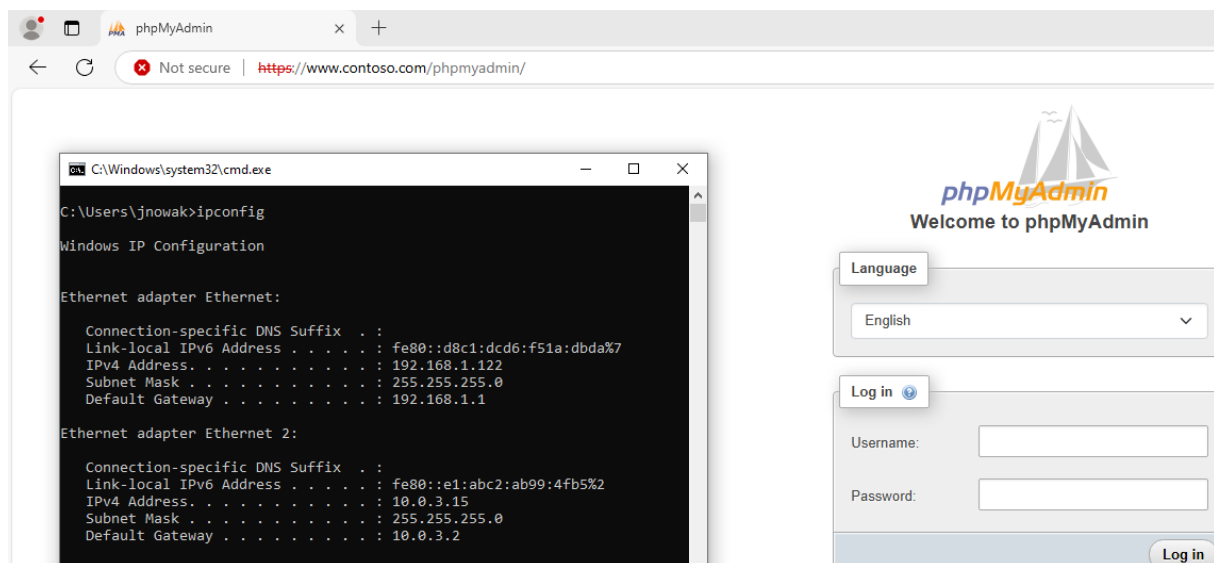 phpMyAdmin
Not secure | https://www.contoso.com/phpmyadmin/
C:\Windows\system32\cmd.exe
C:\Users\jnowak>ipconfig
Windows IP Configuration
Ethernet adapter Ethernet:
Connection-specific DNS Suffix . :
Link-local IPv6 Address . . . . . : fe80::d8c1:dcd6:f51a:dbda%7
IPv4 Address. . . . . . . . . . . : 192.168.1.122
Subnet Mask . . . . . . . . . . . : 255.255.255.0
Default Gateway . . . . . . . . . : 192.168.1.1
Ethernet adapter Ethernet 2:
Connection-specific DNS Suffix . :
Link-local IPv6 Address . . . . . : fe80::e1:abc2:ab99:4fb5%2
IPv4 Address. . . . . . . . . . . : 10.0.3.15
Subnet Mask . . . . . . . . . . . : 255.255.255.0
Default Gateway . . . . . . . . . : 10.0.3.2
phpMyAdmin
Welcome to phpMyAdmin
Language
English
Log in
Username:
Password:
Log in